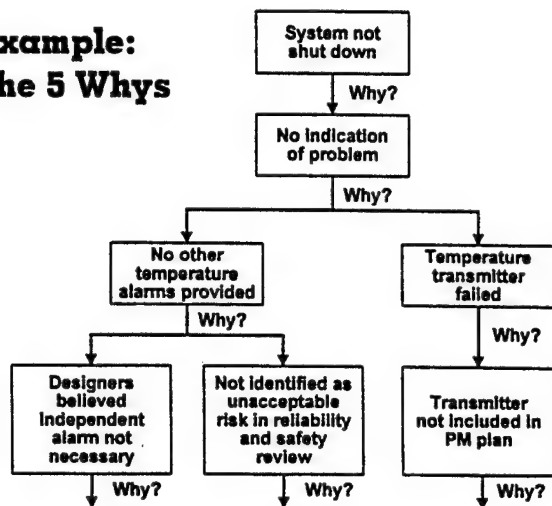 xample:
he 5 Whys
System not
shut down
Why?
No indication
of problem
Why?
No other
temperature
alarms provided
Temperature
transmitter
failed
Why?
Why?
Designers
believed
independent
alarm not
necessary
Not identified as
unacceptable
risk in reliability
and safety
review
Transmitter
not included in
PM plan
Why?
Why?
Why?